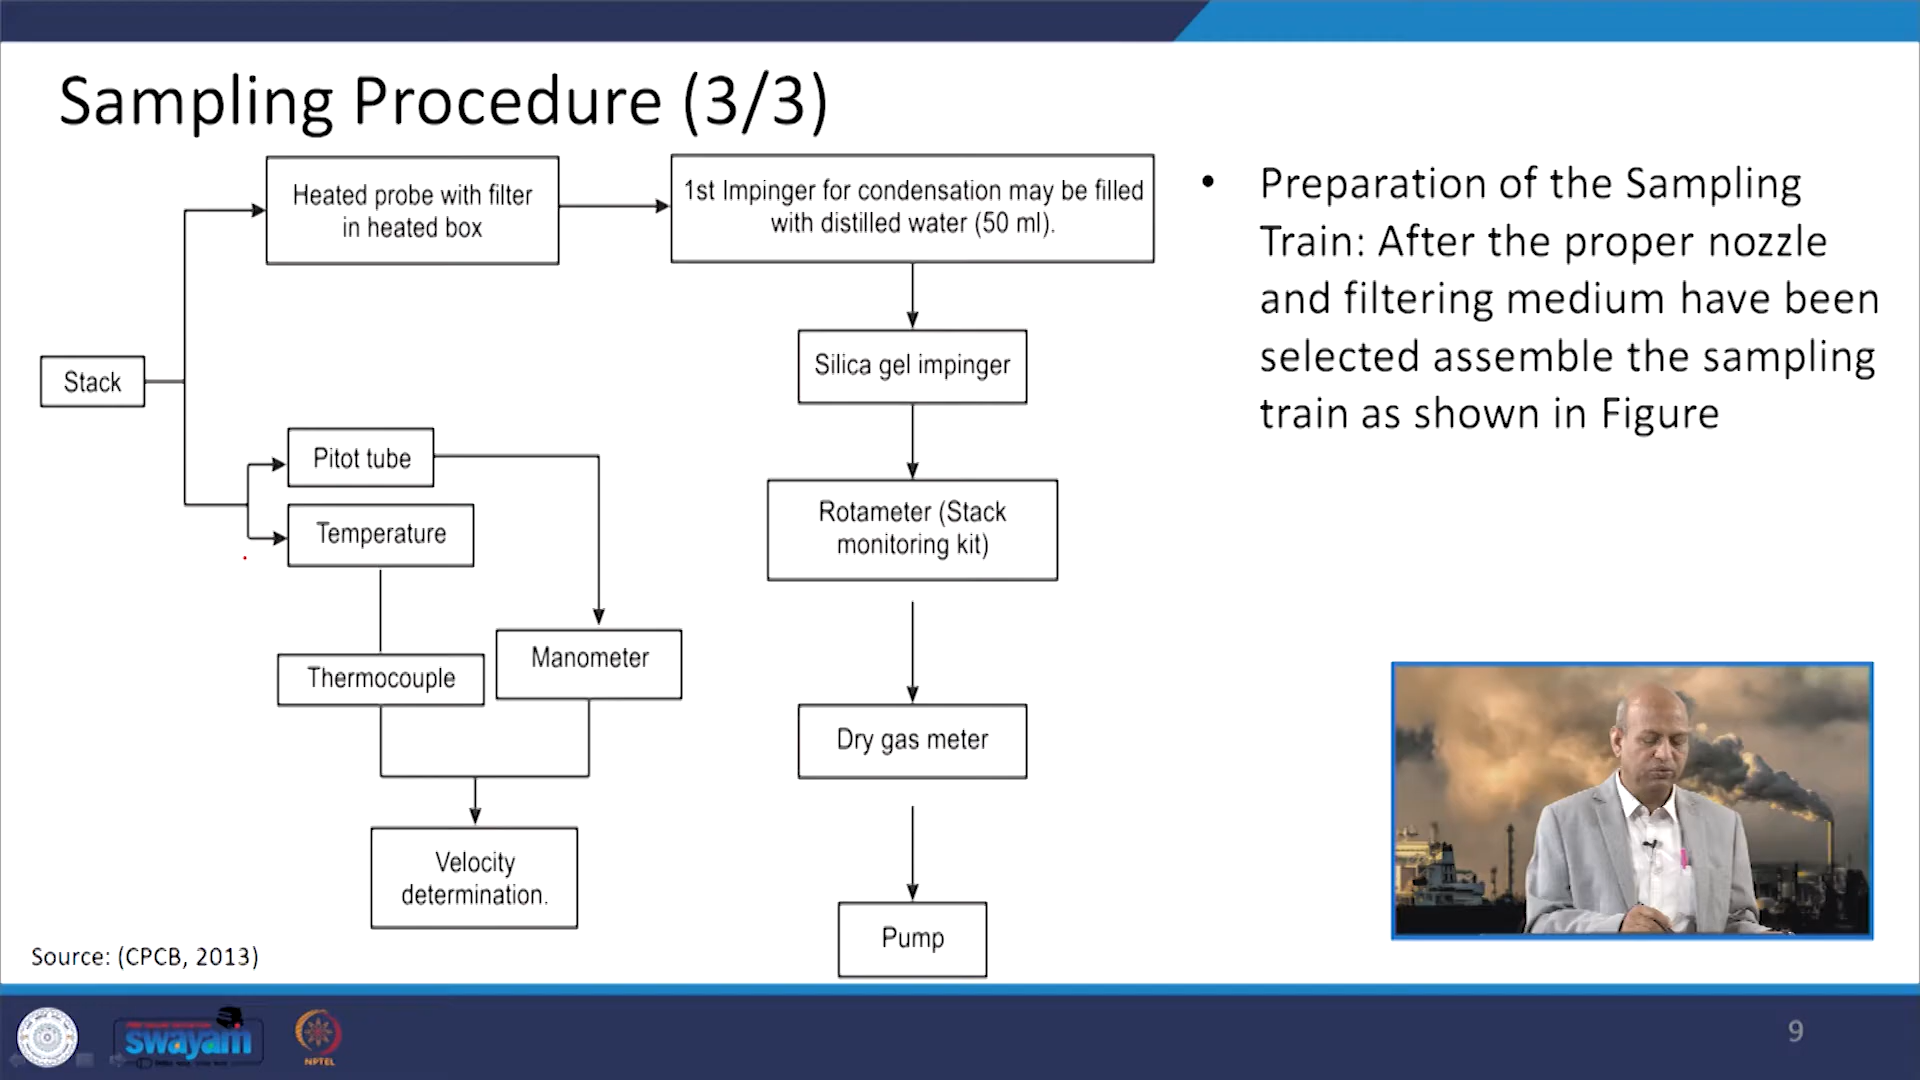 Sampling Procedure (3/3)
Heated probe with filter
in heated box
1st Impinger for condensation may be filled
with distilled water (50 ml).
Silica gel impinger
Stack
Pitot tube
Temperature
Rotameter (Stack
monitoring kit)
Thermocouple
Manometer
Dry gas meter
Velocity
determination.
Pump
• Preparation of the Sampling
Train: After the proper nozzle
and filtering medium have been
selected assemble the sampling
train as shown in Figure
Source: (CPCB, 2013)
swayam
NPTEL
9